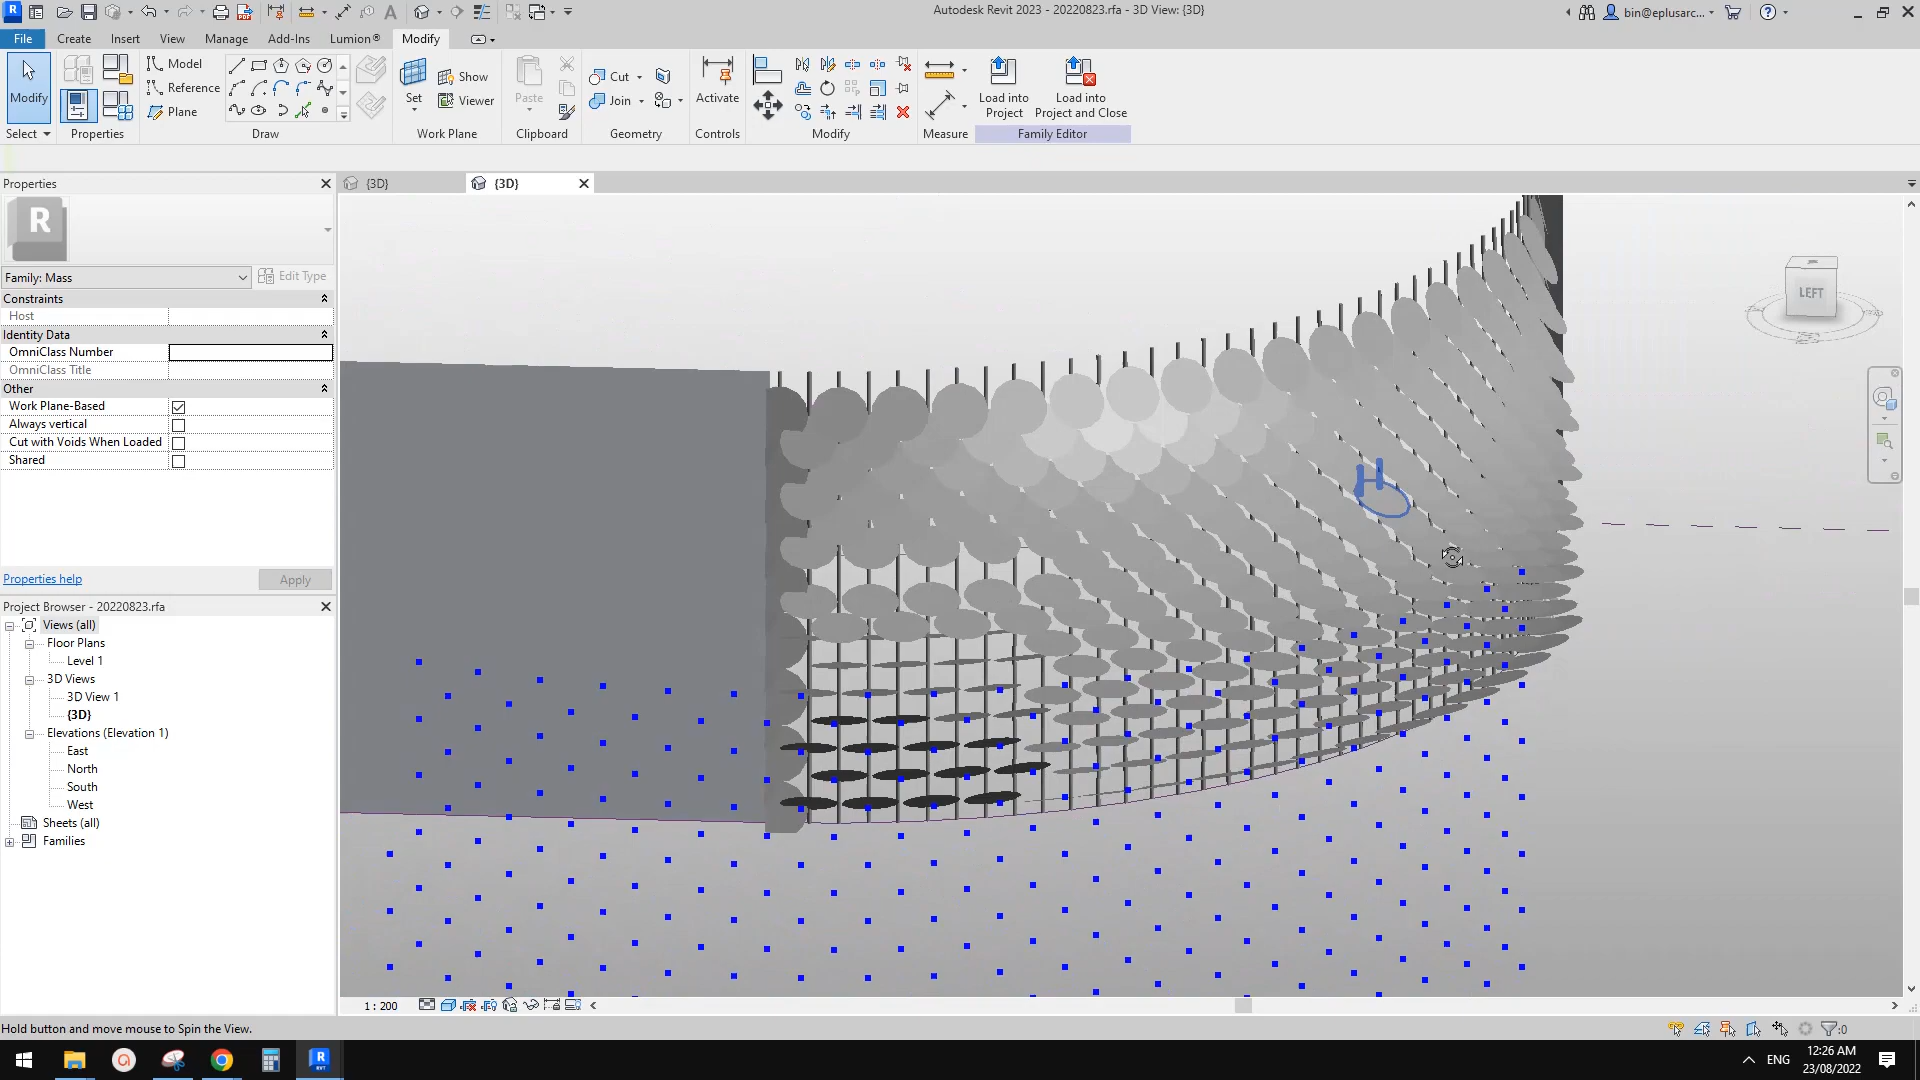 R
Autodesk Revit 2023 - 20220823.rfa - 3D View: {3D}
bin@eplusarc...
File
Create
Insert
View
Manage
Add-Ins
Lumion®
Modify
Modify
Select
Properties
Model
Reference
Plane
Draw
Set
Show
Viewer
Work Plane
Paste
Clipboard
Cut
Join
Geometry
Activate
Controls
Modify
Measure
Load into
Project
Load into
Project and Close
Family Editor
Properties
{3D}
{3D}
R
Family: Mass
Edit Type
Constraints
Host
Identity Data
OmniClass Number
OmniClass Title
Other
Work Plane-Based
Always vertical
Cut with Voids When Loaded
Shared
Properties help
Apply
Project Browser - 20220823.rfa
Views (all)
Floor Plans
Level 1
3D Views
3D View 1
{3D}
Elevations (Elevation 1)
East
North
South
West
Sheets (all)
Families
LEFT
1 : 200
Hold button and move mouse to Spin the View.
:0
ENG
12:26 AM
23/08/2022